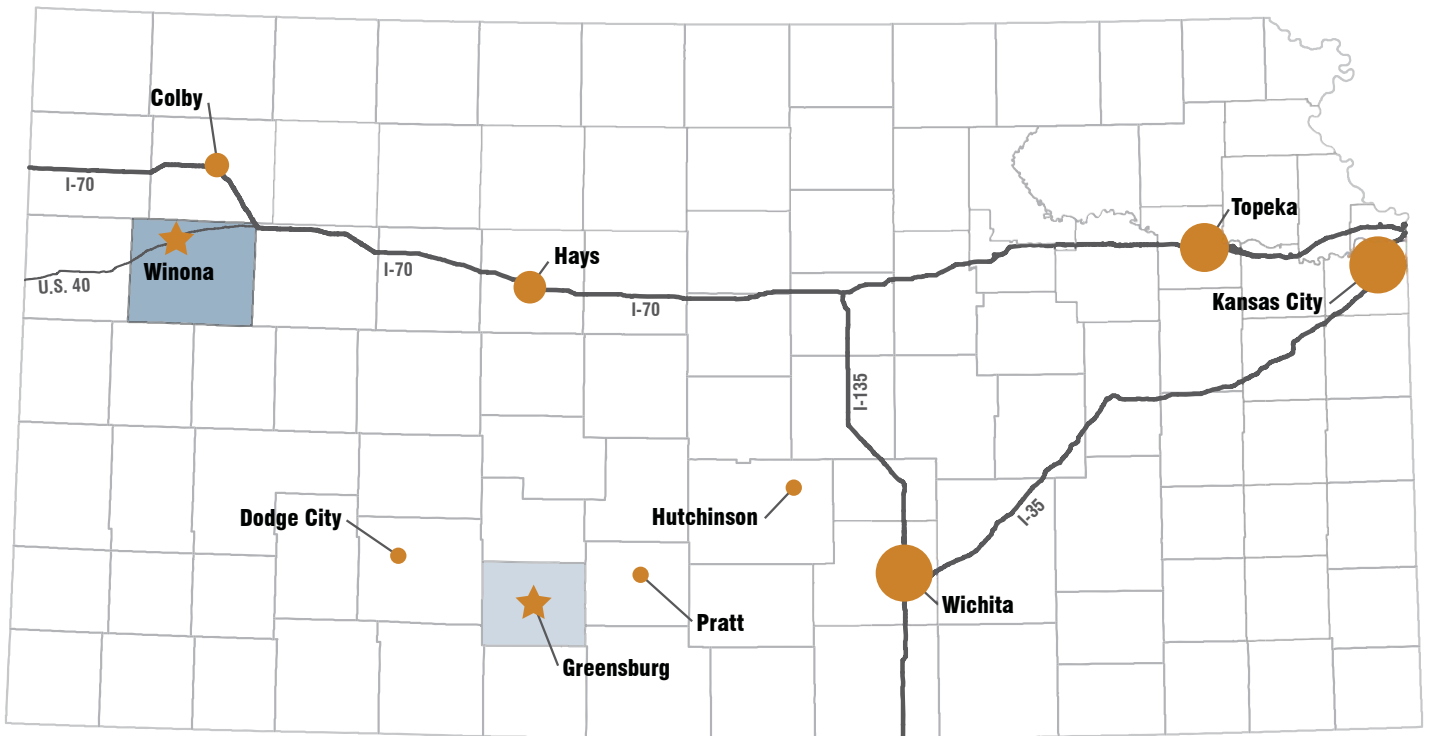 Colby
I-70
Topeka
Winona
Hays
I-70
U.S. 40
Kansas City
I-70
I-135
Hutchinson
Dodge City
I-35
Wichita
Pratt
Greensburg